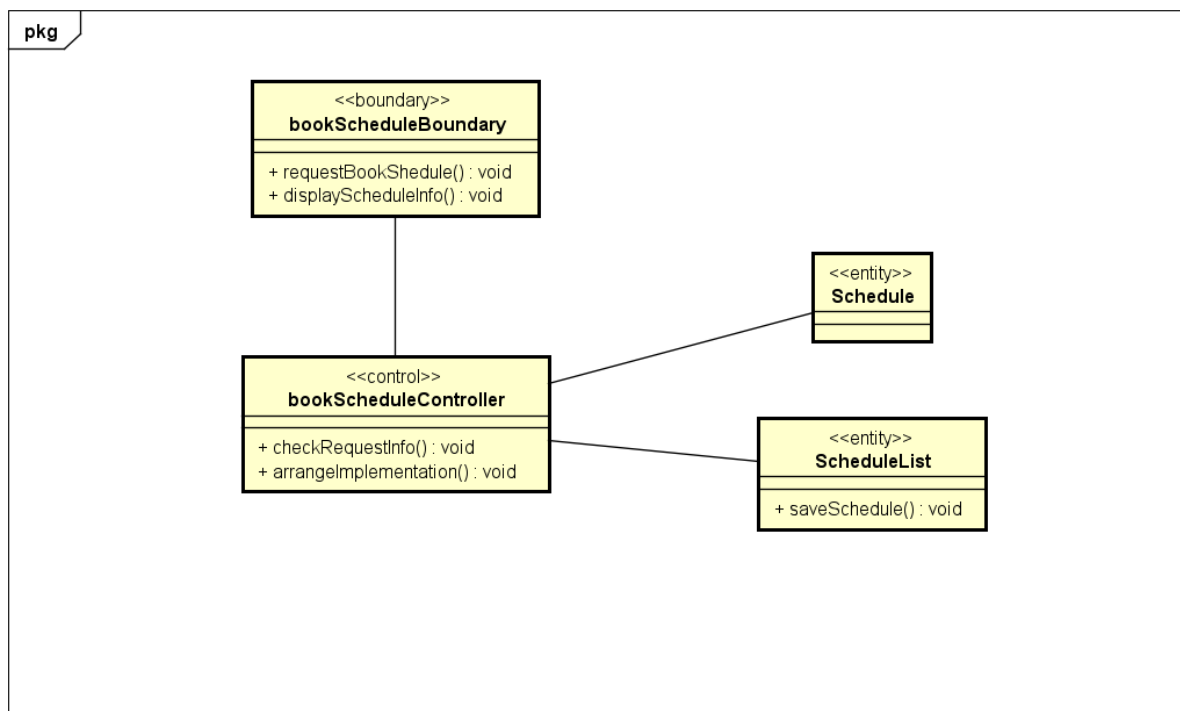 pkg
<<boundary>>
bookScheduleBoundary
+ requestBookShedule() : void
+ displayScheduleInfo() : void
<<entity>>
Schedule
<<control>>
bookScheduleController
+ checkRequestInfo() : void
+ arrangeImplementation() : void
<<entity>>
ScheduleList
+ saveSchedule() : void